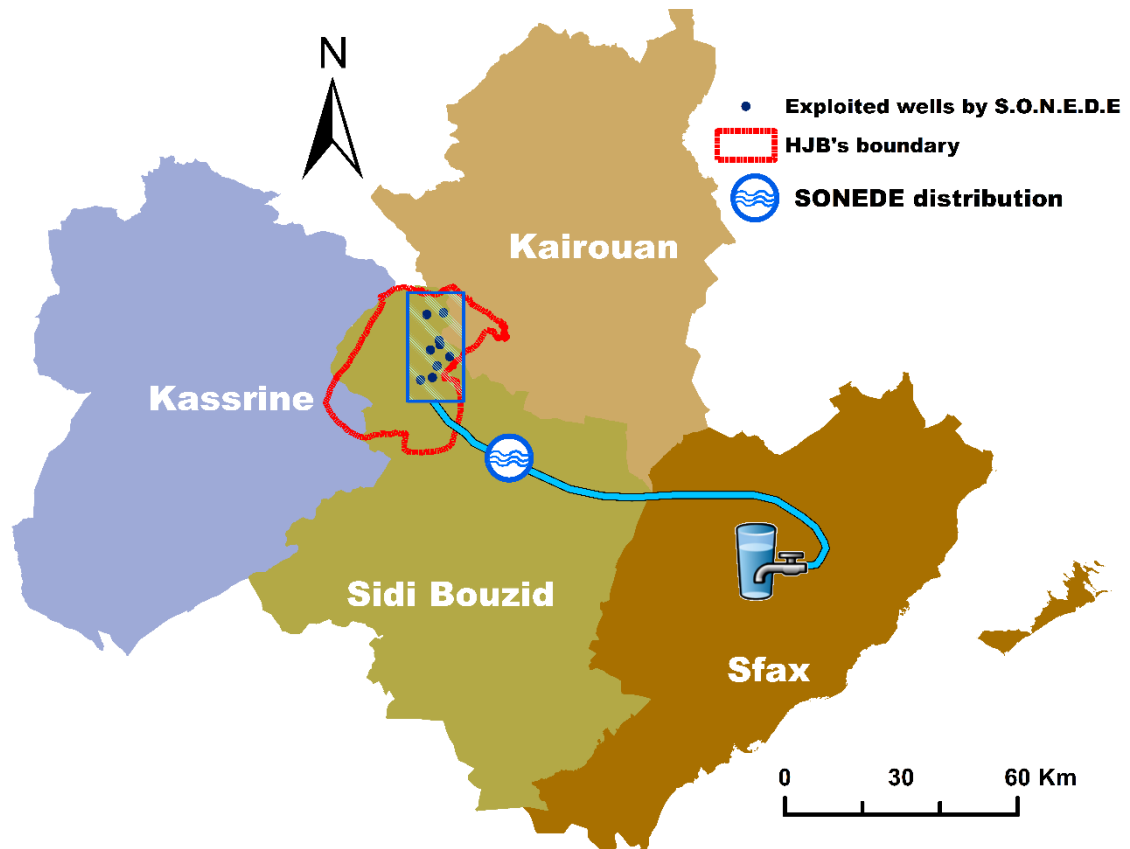 N
Exploited wells by S.O.N.E.D.E
HJB's boundary
SONEDE distribution
Kairouan
Kassrine
Sidi Bouzid
Sfax
0 30 60 Km